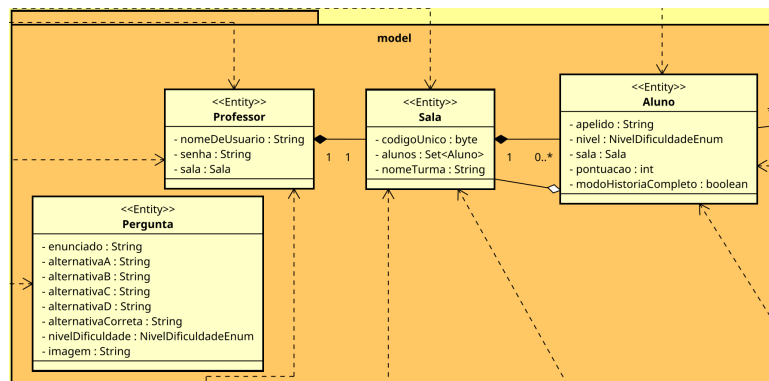 model
<<Entity>>
Professor
- nomeDeUsuario : String
- senha : String
- sala : Sala
<<Entity>>
Sala
- codigoUnico : byte
- alunos : Set<Aluno>
- nomeTurma : String
<<Entity>>
Aluno
- apelido : String
- nivel : NivelDificuldadeEnum
- sala : Sala
- pontuacao : int
- modoHistoriaCompleto : boolean
1 1
1 0..*
<<Entity>>
Pergunta
- enunciado : String
- alternativaA : String
- alternativaB : String
- alternativaC : String
- alternativaD : String
- alternativaCorreta : String
- nivelDificuldade : NivelDificuldadeEnum
- imagem : String